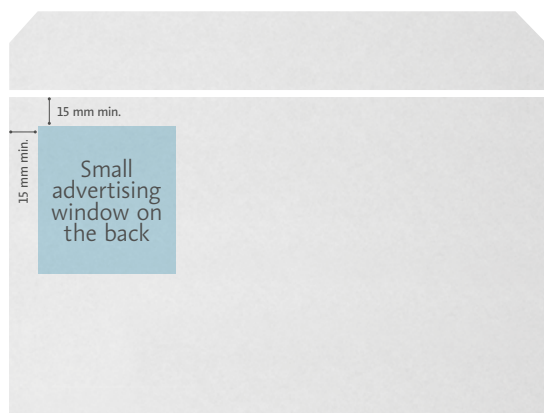 15 mm min.
15 mm min.
Small
advertising
window on
the back